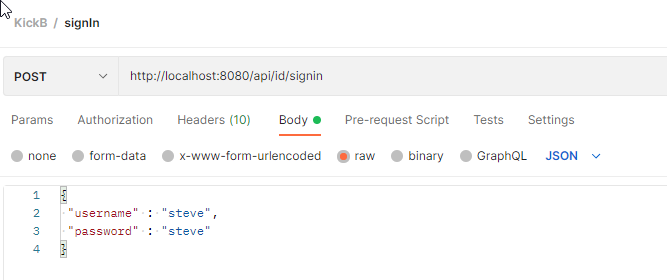 KickB / signIn
POST http://localhost:8080/api/id/signin
Params Authorization Headers (10) Body Pre-request Script Tests Settings
none form-data x-www-form-urlencoded raw binary GraphQL JSON
1 {
2 "username" : "steve",
3 "password" : "steve"
4 }